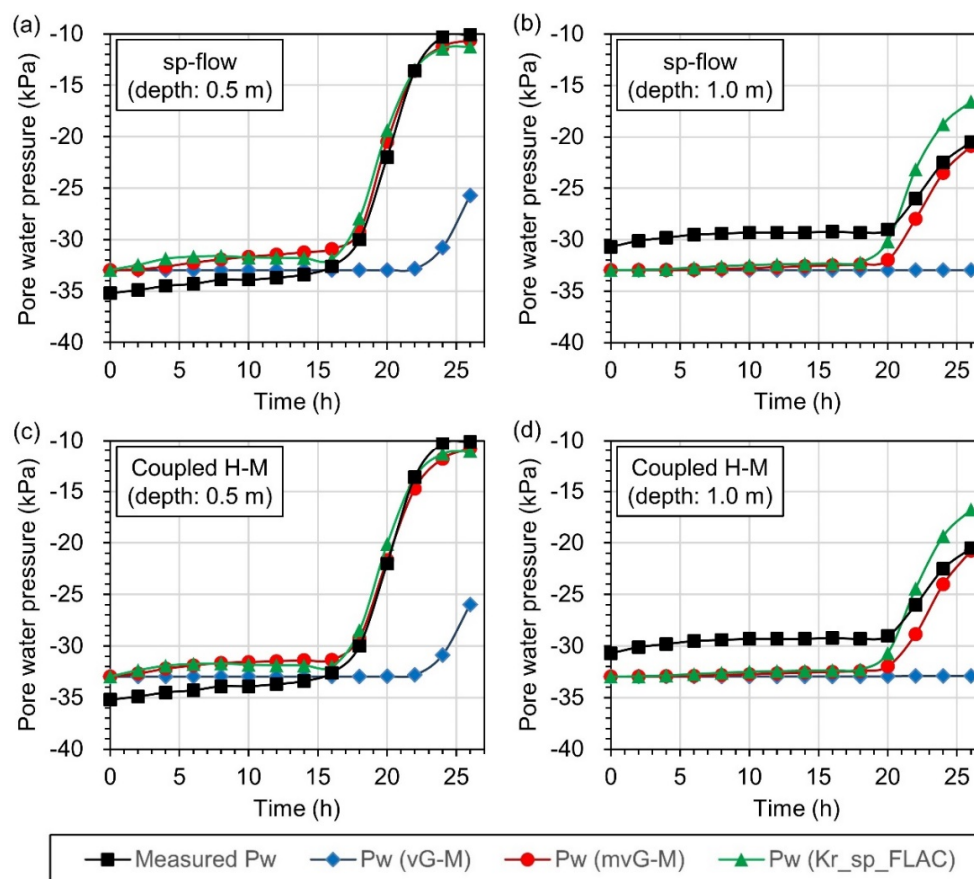 (a)
sp-flow
(depth: 0.5 m)
Pore water pressure (kPa)
-10
-15
-20
-25
-30
-35
-40
0 5 10 15 20 25
Time (h)
(b)
sp-flow
(depth: 1.0 m)
Pore water pressure (kPa)
-10
-15
-20
-25
-30
-35
-40
0 5 10 15 20 25
Time (h)
(c)
Coupled H-M
(depth: 0.5 m)
Pore water pressure (kPa)
-10
-15
-20
-25
-30
-35
-40
0 5 10 15 20 25
Time (h)
(d)
Coupled H-M
(depth: 1.0 m)
Pore water pressure (kPa)
-10
-15
-20
-25
-30
-35
-40
0 5 10 15 20 25
Time (h)
Measured Pw Pw (vG-M) Pw (mvG-M) Pw (Kr_sp_FLAC)